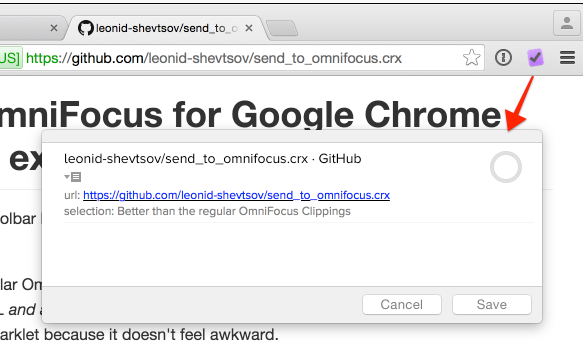 leonid-shevtsov/send_to_o
US] https://github.com/leonid-shevtsov/send_to_omnifocus.crx
mniFocus for Google Chrome
ex
leonid-shevtsov/send_to_omnifocus.crx · GitHub
url: https://github.com/leonid-shevtsov/send_to_omnifocus.crx
selection: Better than the regular OmniFocus Clippings
olbar
lar Om
L and a
Cancel Save
arklet because it doesn't feel awkward.